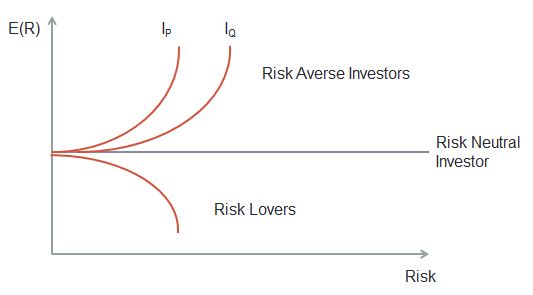 E(R)
IP
IQ
Risk Averse Investors
Risk Neutral
Investor
Risk Lovers
Risk